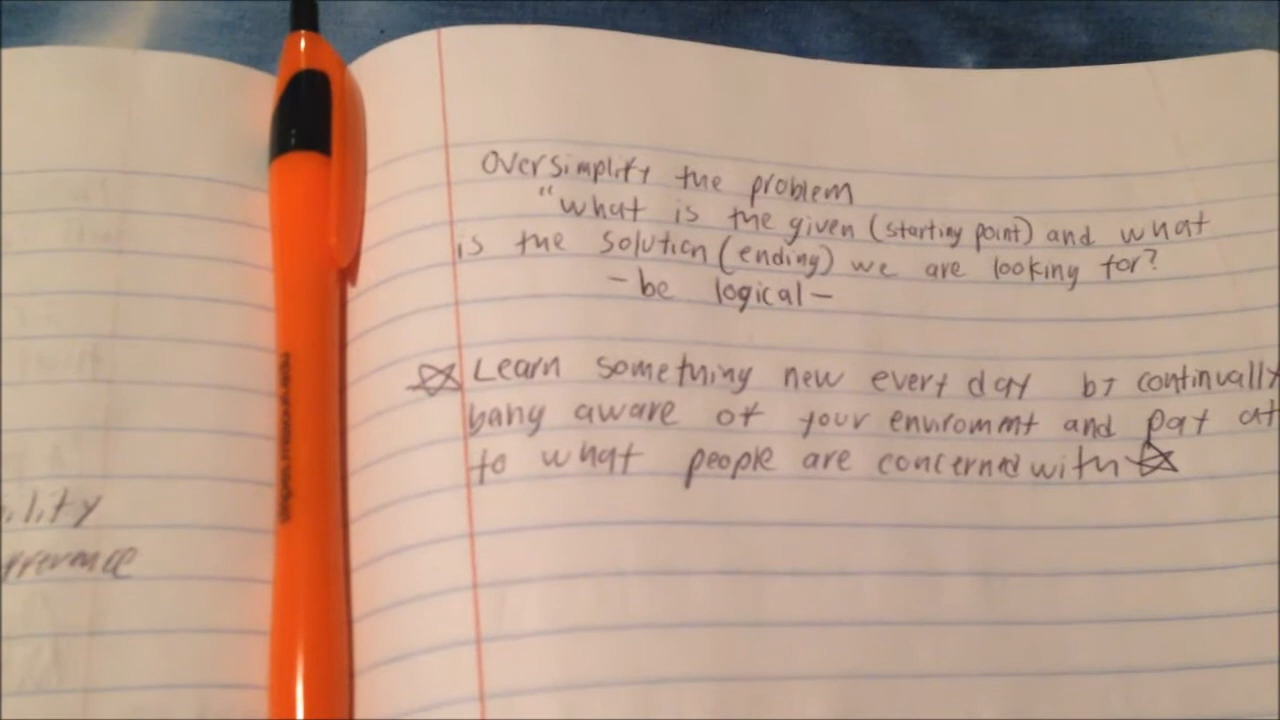 Oversimplify the problem
"what is the given (starting point) and what
is the solution (ending) we are looking for?
- be logical -
☆ Learn something new every day by continually
being aware of your enviromnt and pay at
to what people are concerned with ☆